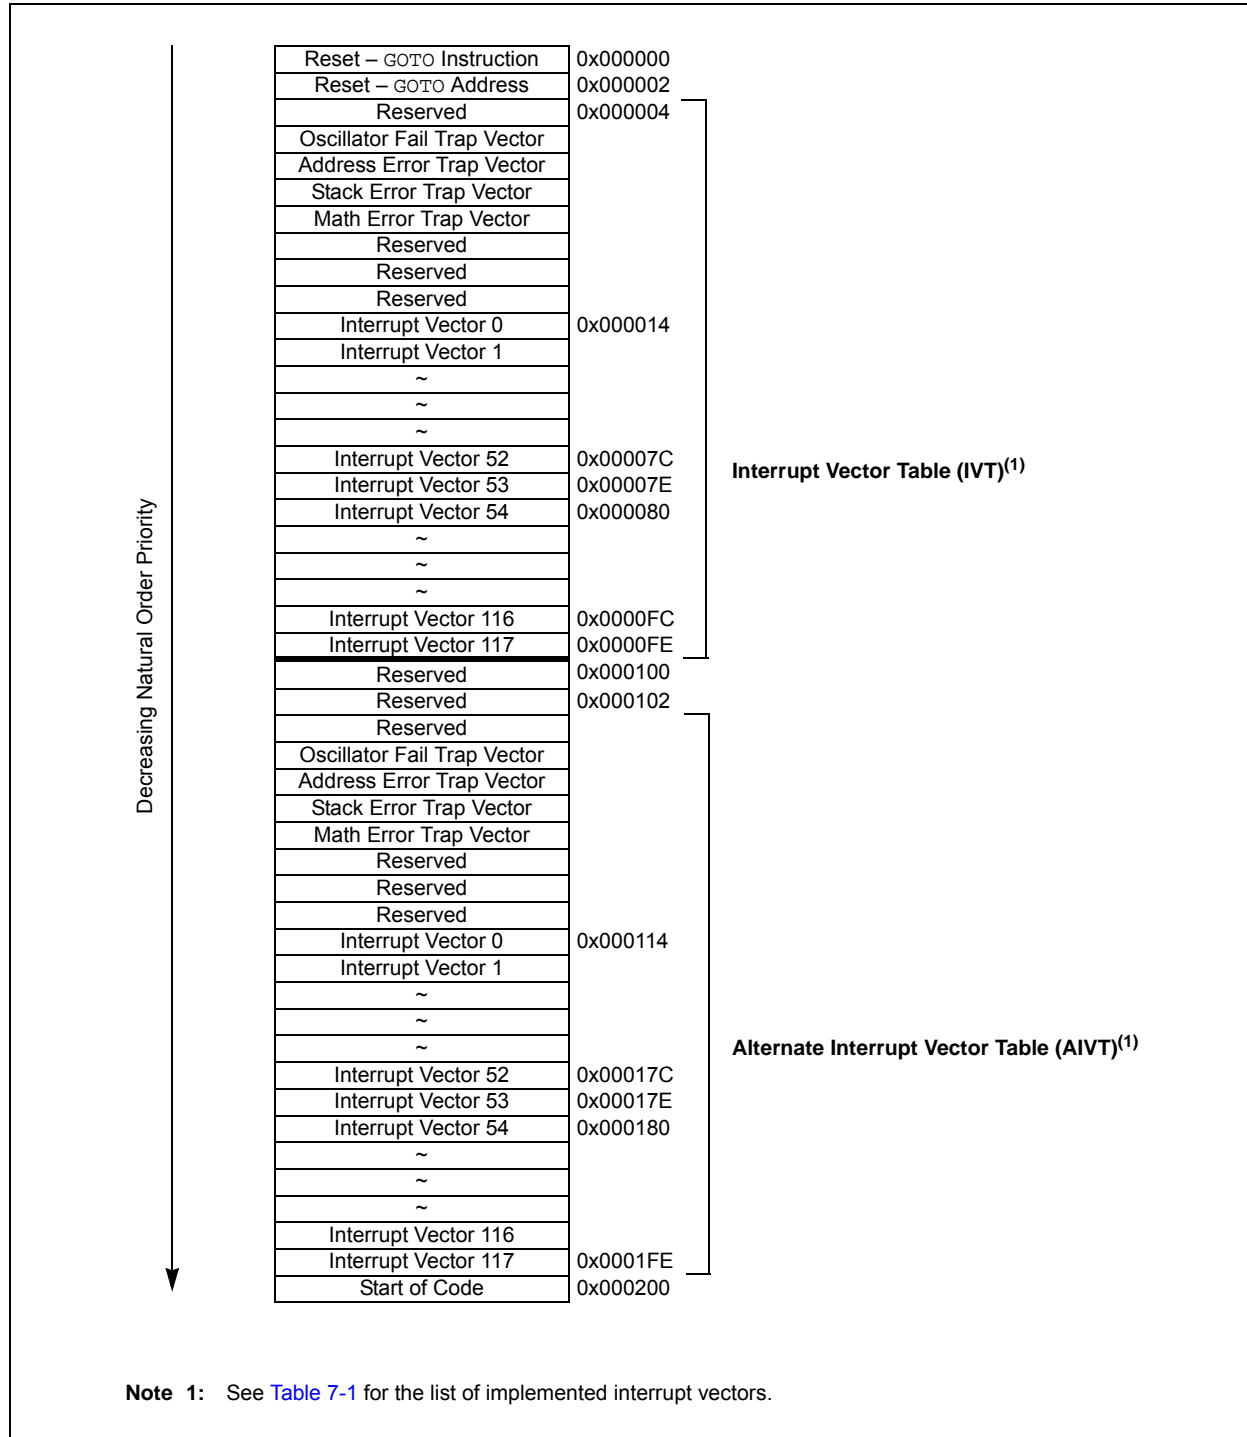 Reset – GOTO Instruction 0x000000
Reset – GOTO Address 0x000002
Reserved 0x000004
Oscillator Fail Trap Vector
Address Error Trap Vector
Stack Error Trap Vector
Math Error Trap Vector
Reserved
Reserved
Reserved
Interrupt Vector 0 0x000014
Interrupt Vector 1
~
~
~
Interrupt Vector 52 0x00007C
Interrupt Vector Table (IVT)(1)
Interrupt Vector 53 0x00007E
Interrupt Vector 54 0x000080
~
~
~
Interrupt Vector 116 0x0000FC
Interrupt Vector 117 0x0000FE
Decreasing Natural Order Priority
Reserved 0x000100
Reserved 0x000102
Reserved
Oscillator Fail Trap Vector
Address Error Trap Vector
Stack Error Trap Vector
Math Error Trap Vector
Reserved
Reserved
Reserved
Interrupt Vector 0 0x000114
Interrupt Vector 1
~
~
~
Alternate Interrupt Vector Table (AIVT)(1)
Interrupt Vector 52 0x00017C
Interrupt Vector 53 0x00017E
Interrupt Vector 54 0x000180
~
~
~
Interrupt Vector 116
Interrupt Vector 117 0x0001FE
Start of Code 0x000200
Note 1: See Table 7-1 for the list of implemented interrupt vectors.